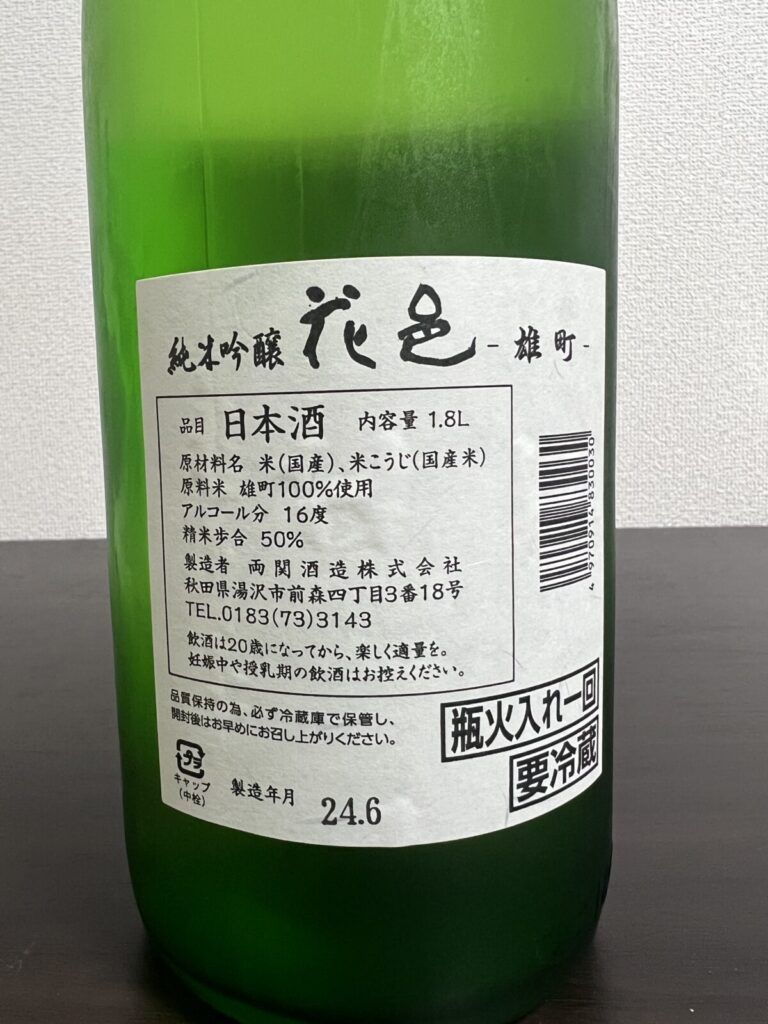 純米吟醸 花邑 -雄町-
品目 日本酒 内容量 1.8L
原材料名 米(国産)、米こうじ(国産米)
原料米 雄町100%使用
アルコール分 16度
精米歩合 50%
製造者 両関酒造株式会社
秋田県湯沢市前森四丁目3番18号
TEL.0183(73)3143
飲酒は20歳になってから、楽しく適量を。
妊娠中や授乳期の飲酒はお控えください。
4970914830030
品質保持の為、必ず冷蔵庫で保管し、
開封後はお早めにお召し上がりください。
瓶火入れ一回
要冷蔵
プラ
キャップ
(中栓)
製造年月 24.6